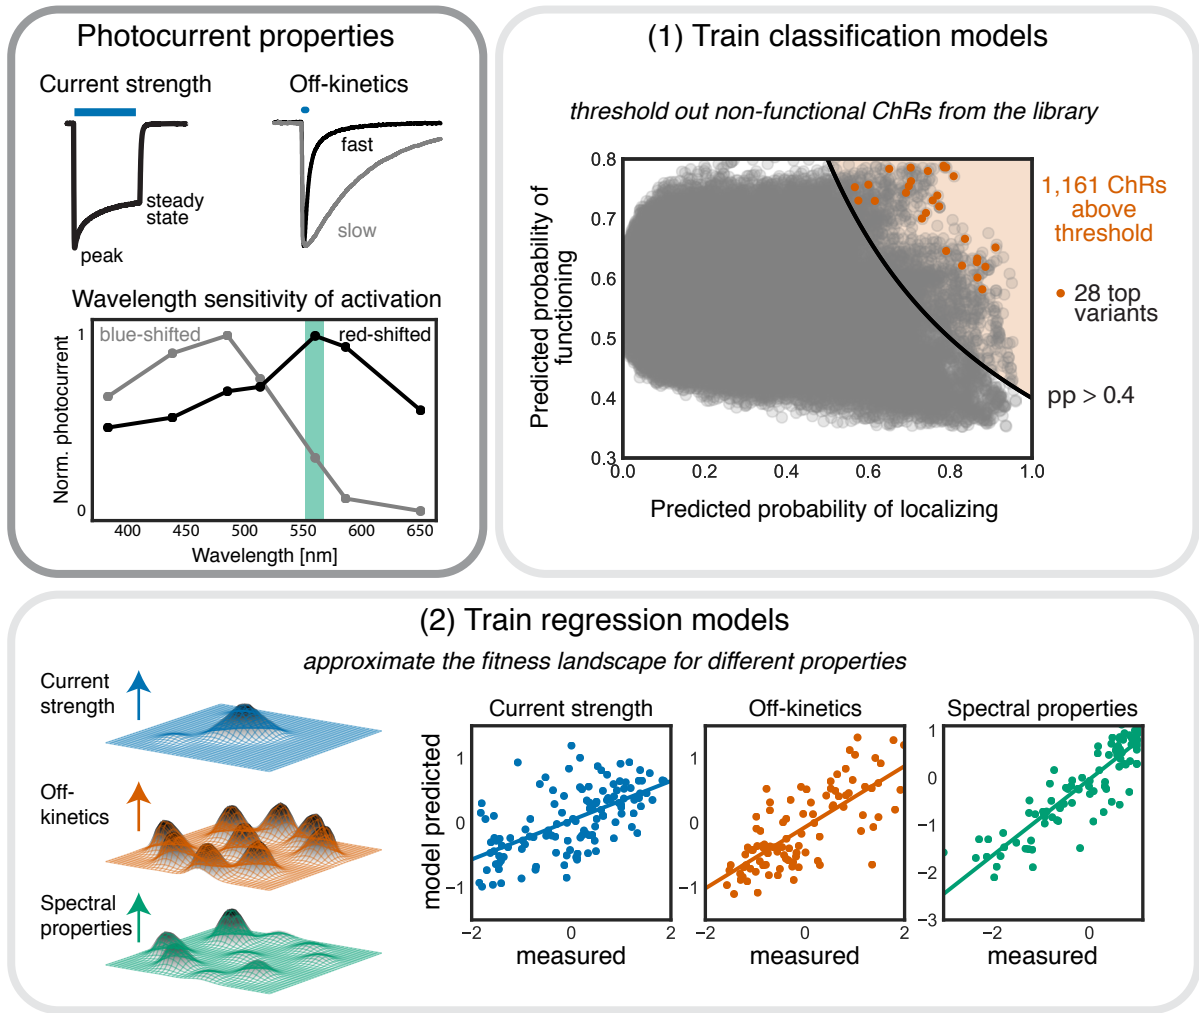 Photocurrent properties
Current strength
Off-kinetics
fast
steady
state
slow
peak
Wavelength sensitivity of activation
1
blue-shifted
red-shifted
Norm. photocurrent
0
400
450
500
550
600
650
Wavelength [nm]
(1) Train classification models
threshold out non-functional ChRs from the library
Predicted probability of
functioning
0.8
0.7
0.6
0.5
0.4
0.3
0.0
0.2
0.4
0.6
0.8
1.0
Predicted probability of localizing
1,161 ChRs
above
threshold
28 top
variants
pp > 0.4
(2) Train regression models
approximate the fitness landscape for different properties
Current
strength
Off-
kinetics
Spectral
properties
Current strength
model predicted
1
0
−1
−2
0
2
measured
Off-kinetics
1
0
−1
−2
0
2
measured
Spectral properties
1
0
−1
−2
−3
−2
0
measured